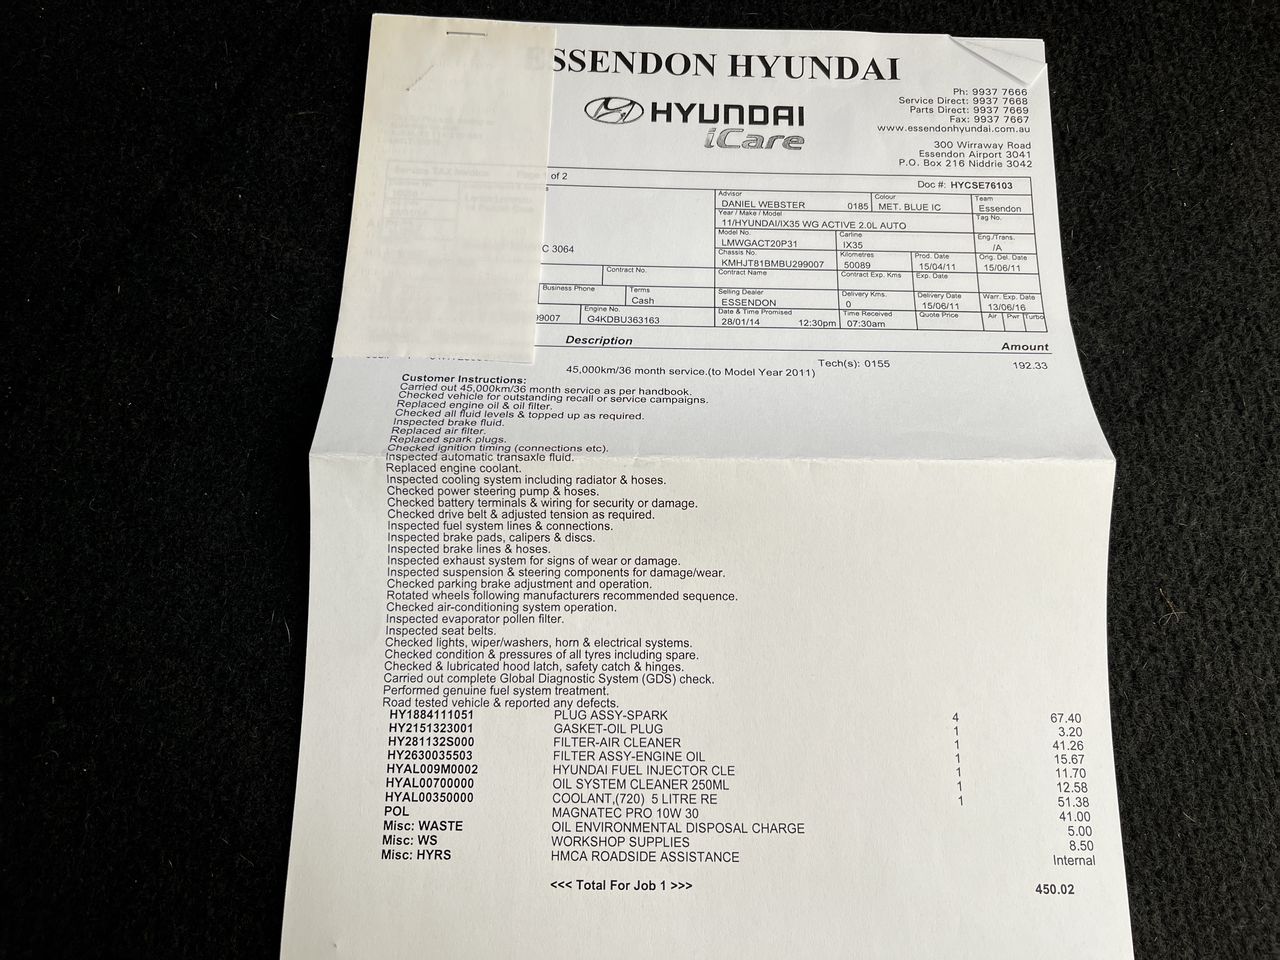 SSENDON HYUNDAI
HYUNDAI
iCare
Ph: 9937 7666
Service Direct: 9937 7668
Parts Direct: 9937 7669
Fax: 9937 7667
www.essendonhyundai.com.au
300 Wirraway Road
Essendon Airport 3041
P.O. Box 216 Niddrie 3042
of 2
Doc #: HYCSE76103
Advisor Colour Team
DANIEL WEBSTER 0185 MET. BLUE IC Essendon
Year / Make / Model Tag No.
11/HYUNDAI/IX35 WG ACTIVE 2.0L AUTO
C 3064
Model No. Carline Eng./Trans.
LMWGACT20P31 IX35 /A
Chassis No. Kilometres Prod. Date Orig. Del. Date
KMHJT81BMBU299007 50089 15/04/11 15/06/11
Contract No. Contract Name Contract Exp. Kms Exp. Date
Business Phone Terms Selling Dealer Delivery Kms. Delivery Date Warr. Exp. Date
Cash ESSENDON 0 15/06/11 13/06/16
Engine No. Date & Time Promised Time Received Quote Price Air Pwr Turbo
99007 G4KDBU363163 28/01/14 12:30pm 07:30am
Description Amount
45,000km/36 month service.(to Model Year 2011) Tech(s): 0155 192.33
Customer Instructions:
Carried out 45,000km/36 month service as per handbook.
Checked vehicle for outstanding recall or service campaigns.
Replaced engine oil & oil filter.
Checked all fluid levels & topped up as required.
Inspected brake fluid.
Replaced air filter.
Replaced spark plugs.
Checked ignition timing (connections etc).
Inspected automatic transaxle fluid.
Replaced engine coolant.
Inspected cooling system including radiator & hoses.
Checked power steering pump & hoses.
Checked battery terminals & wiring for security or damage.
Checked drive belt & adjusted tension as required.
Inspected fuel system lines & connections.
Inspected brake pads, calipers & discs.
Inspected brake lines & hoses.
Inspected exhaust system for signs of wear or damage.
Inspected suspension & steering components for damage/wear.
Checked parking brake adjustment and operation.
Rotated wheels following manufacturers recommended sequence.
Checked air-conditioning system operation.
Inspected evaporator pollen filter.
Inspected seat belts.
Checked lights, wiper/washers, horn & electrical systems.
Checked condition & pressures of all tyres including spare.
Checked & lubricated hood latch, safety catch & hinges.
Carried out complete Global Diagnostic System (GDS) check.
Performed genuine fuel system treatment.
Road tested vehicle & reported any defects.
HY1884111051 PLUG ASSY-SPARK 4 67.40
HY2151323001 GASKET-OIL PLUG 1 3.20
HY281132S000 FILTER-AIR CLEANER 1 41.26
HY2630035503 FILTER ASSY-ENGINE OIL 1 15.67
HYAL009M0002 HYUNDAI FUEL INJECTOR CLE 1 11.70
HYAL00700000 OIL SYSTEM CLEANER 250ML 1 12.58
HYAL00350000 COOLANT,(720) 5 LITRE RE 1 51.38
POL MAGNATEC PRO 10W 30 41.00
Misc: WASTE OIL ENVIRONMENTAL DISPOSAL CHARGE 5.00
Misc: WS WORKSHOP SUPPLIES 8.50
Misc: HYRS HMCA ROADSIDE ASSISTANCE Internal
<<< Total For Job 1 >>> 450.02